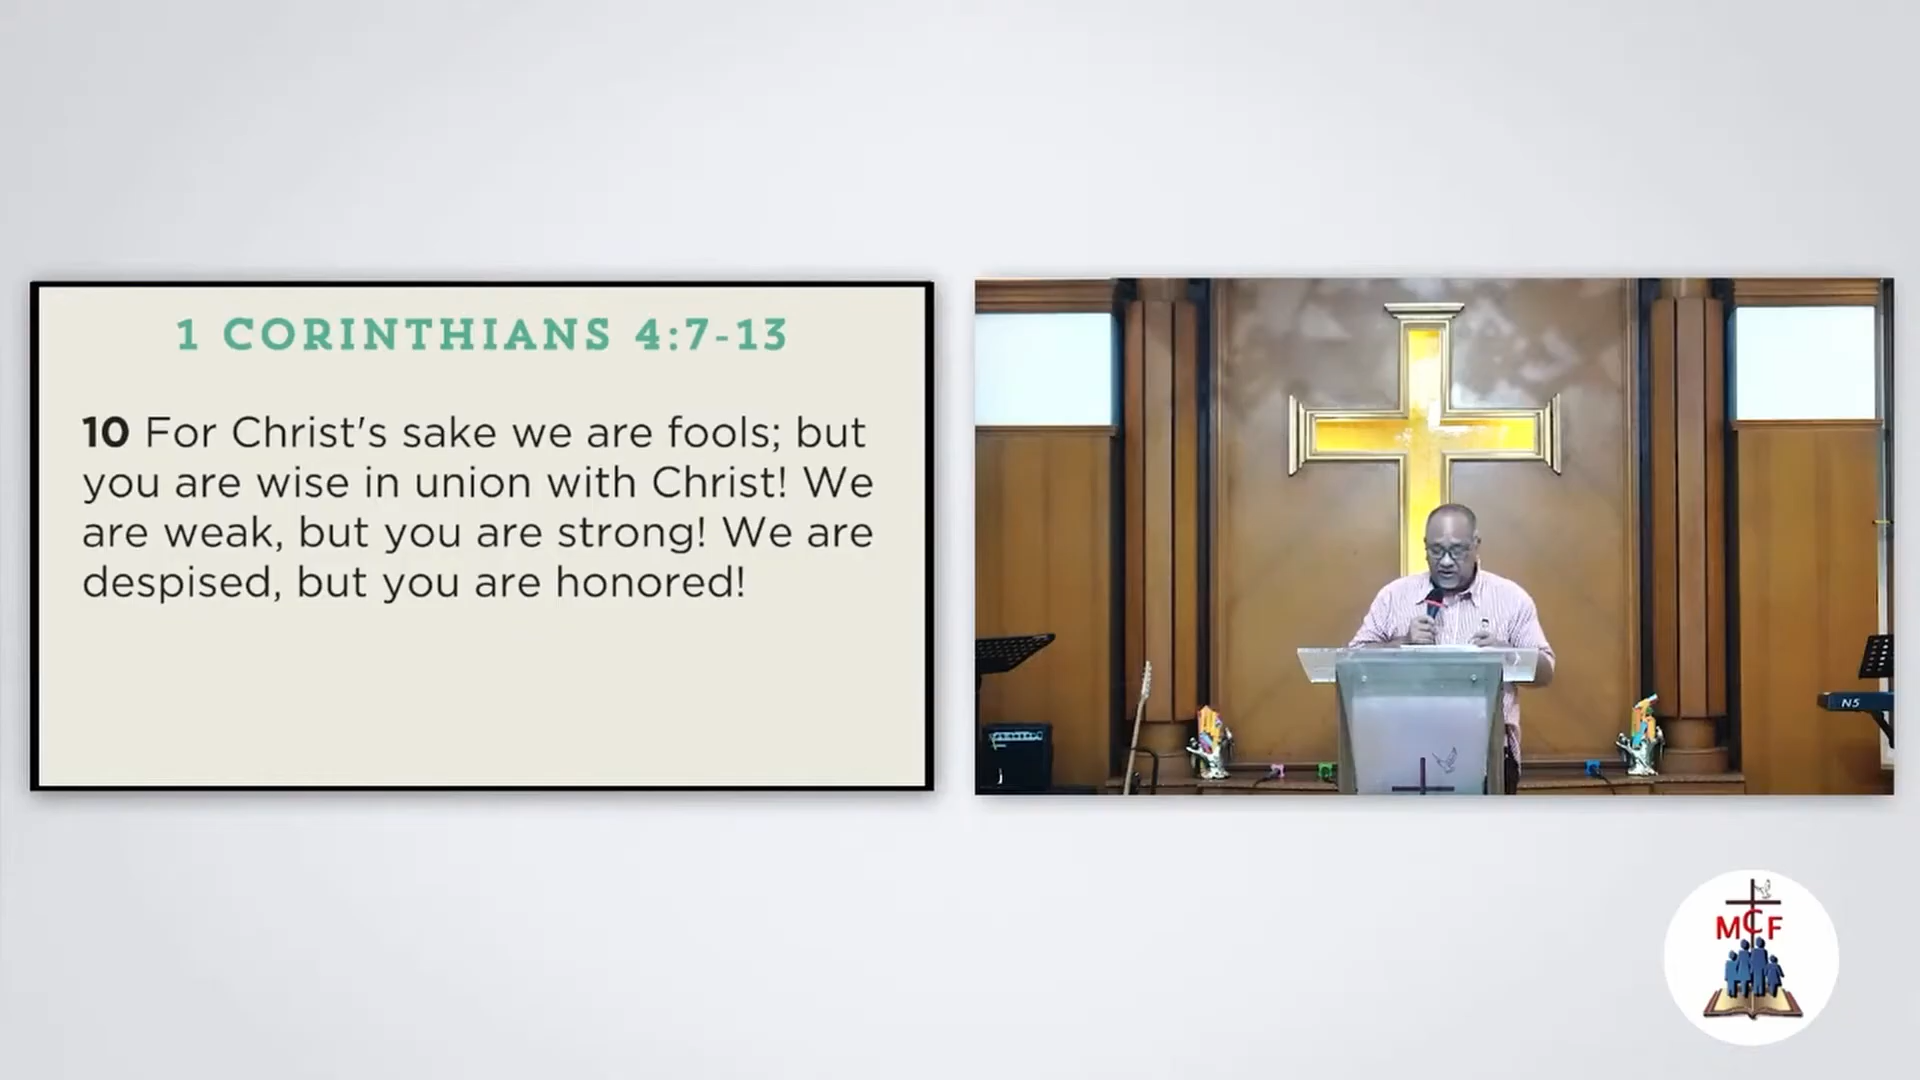 1 CORINTHIANS 4:7-13
10 For Christ's sake we are fools; but
you are wise in union with Christ! We
are weak, but you are strong! We are
despised, but you are honored!
N5
MCF